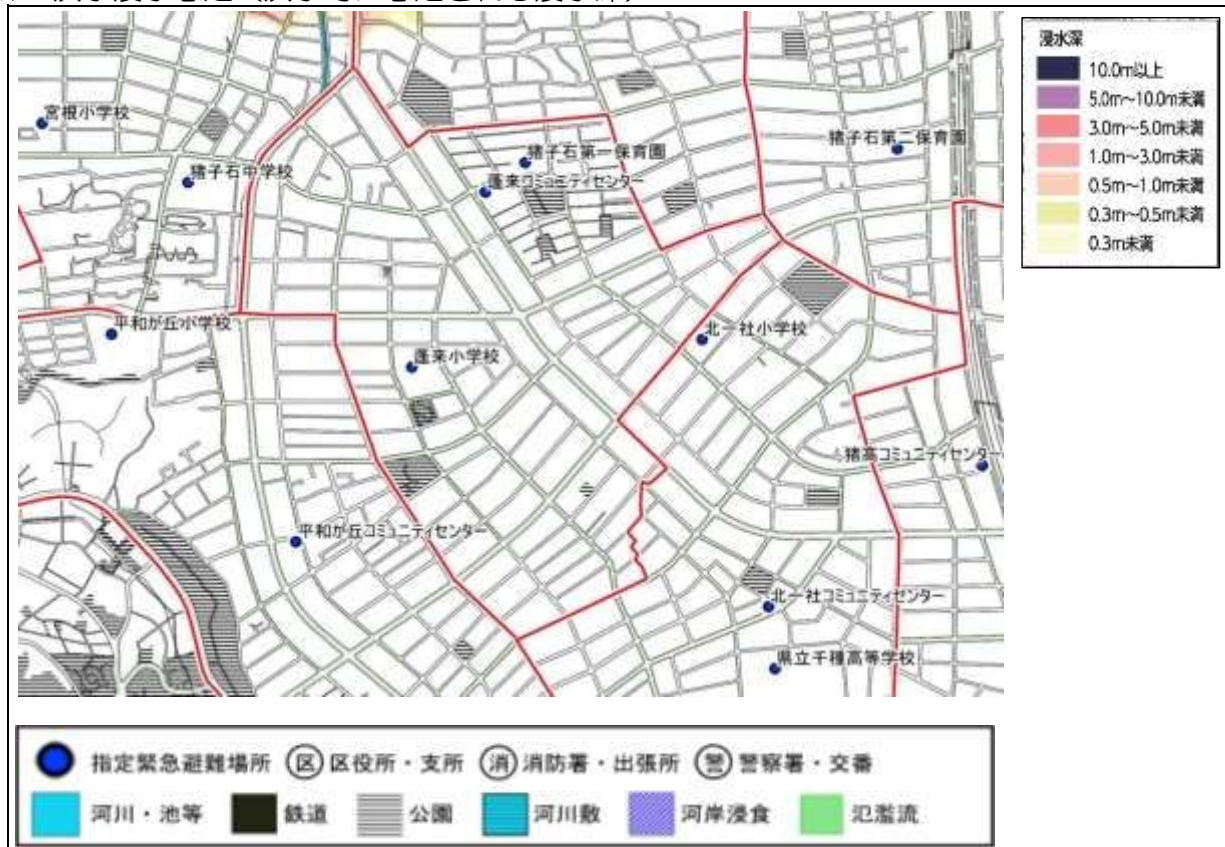 浸水深
10.0m以上
5.0m～10.0m未満
3.0m～5.0m未満
1.0m～3.0m未満
0.5m～1.0m未満
0.3m～0.5m未満
0.3m未満
宮根小学校
猪子石第一保育園
猪子石第二保育園
猪子石中学校
蓬来コミュニティセンター
平和が丘小学校
北一社小学校
蓬来小学校
猪高コミュニティセンター
平和が丘コミュニティセンター
北一社コミュニティセンター
県立千種高等学校
指定緊急避難場所 区 区役所・支所 消 消防署・出張所 警 警察署・交番
河川・池等 鉄道 公園 河川敷 河岸浸食 氾濫流